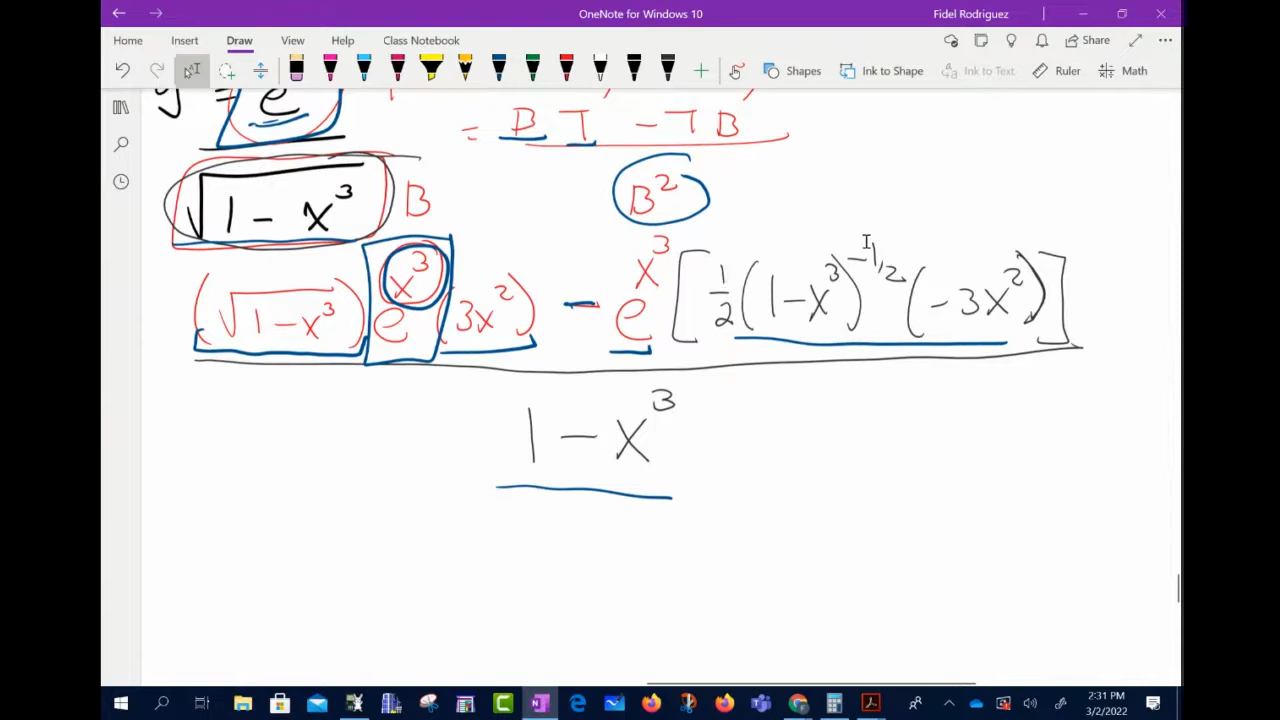 OneNote for Windows 10
Fidel Rodriguez
Home Insert Draw View Help Class Notebook
Share
Shapes Ink to Shape Ink to Text Ruler Math
y = e
= B T' - T B'
√1 - x³ B
B²
(√1-x³) e^x³ (3x²) - e^x³ [1/2 (1-x³)^-1/2 (-3x²)]
1 - x³
2:31 PM
3/2/2022